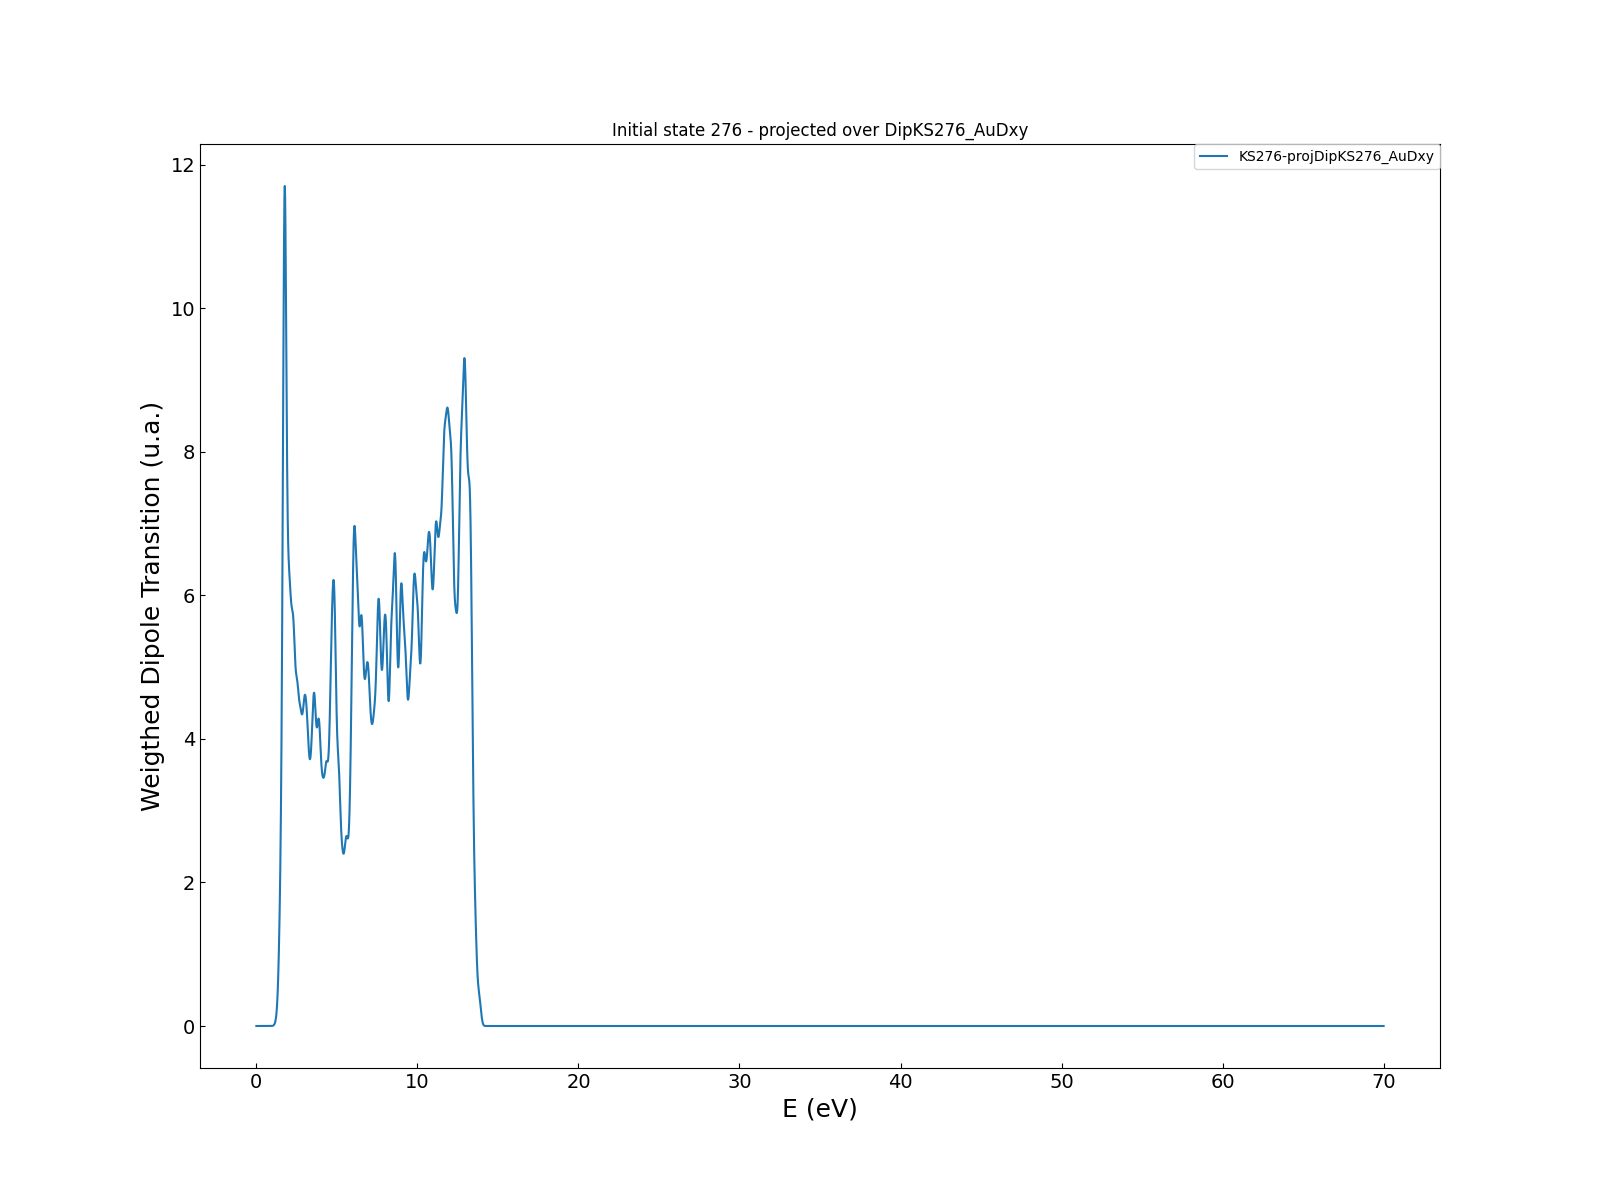 Initial state 276 - projected over DipKS276_AuDxy
KS276-projDipKS276_AuDxy
Weigthed Dipole Transition (u.a.)
12
10
8
6
4
2
0
0 10 20 30 40 50 60 70
E (eV)